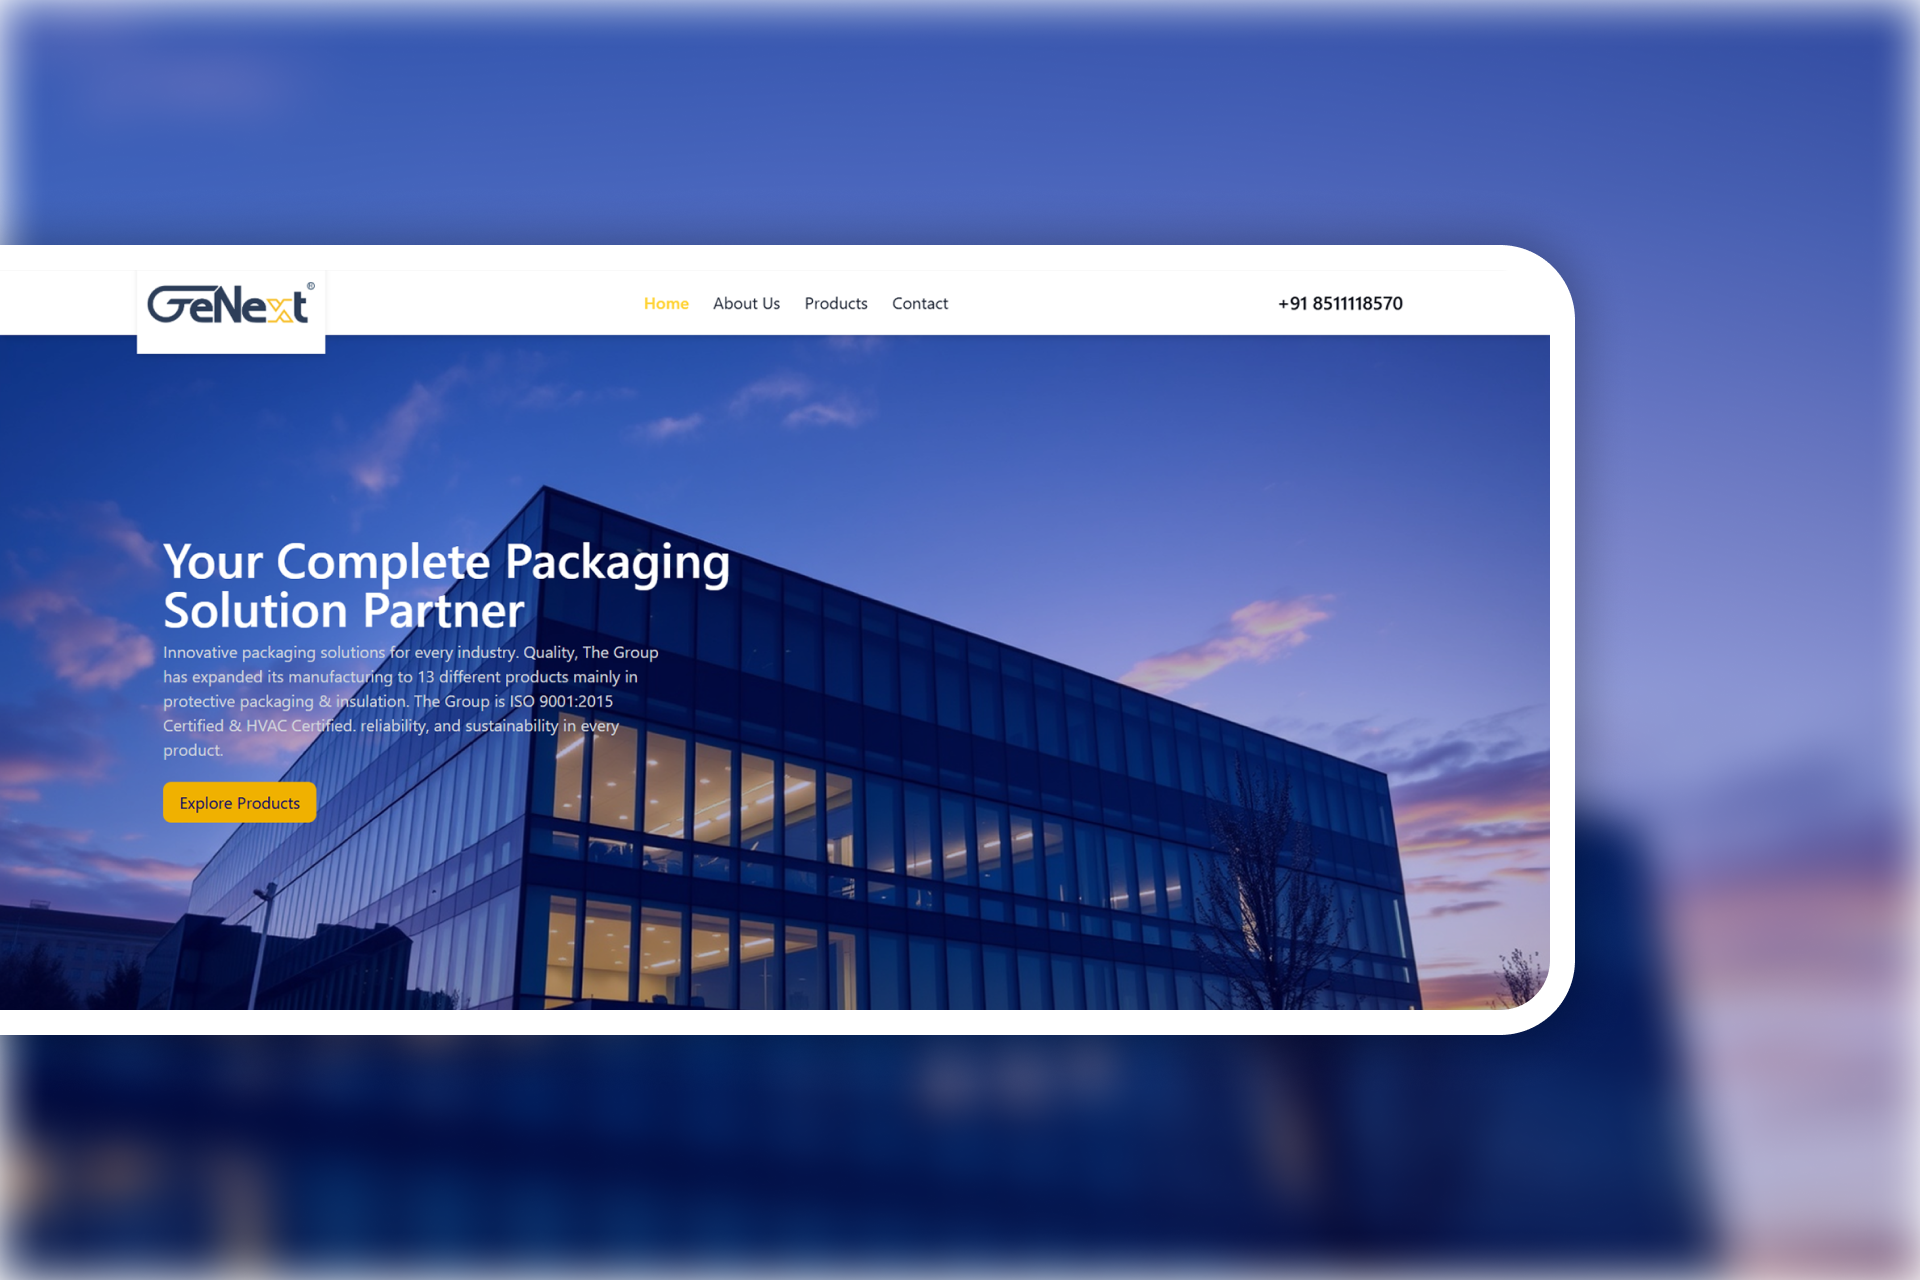 GeNext®
Home About Us Products Contact
+91 8511118570
Your Complete Packaging
Solution Partner
Innovative packaging solutions for every industry. Quality, The Group
has expanded its manufacturing to 13 different products mainly in
protective packaging & insulation. The Group is ISO 9001:2015
Certified & HVAC Certified. reliability, and sustainability in every
product.
Explore Products